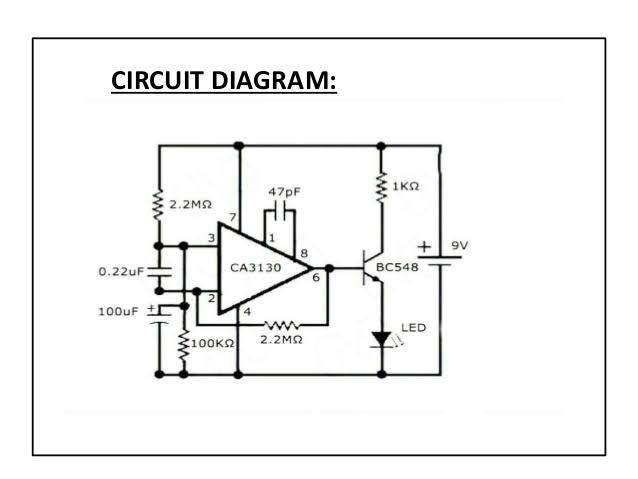 CIRCUIT DIAGRAM:
47pF
1KΩ
2.2MΩ
7
3
1
8
+ 9V
CA3130
BC548
0.22uF
6
2
100uF +
4
LED
100KΩ
2.2MΩ